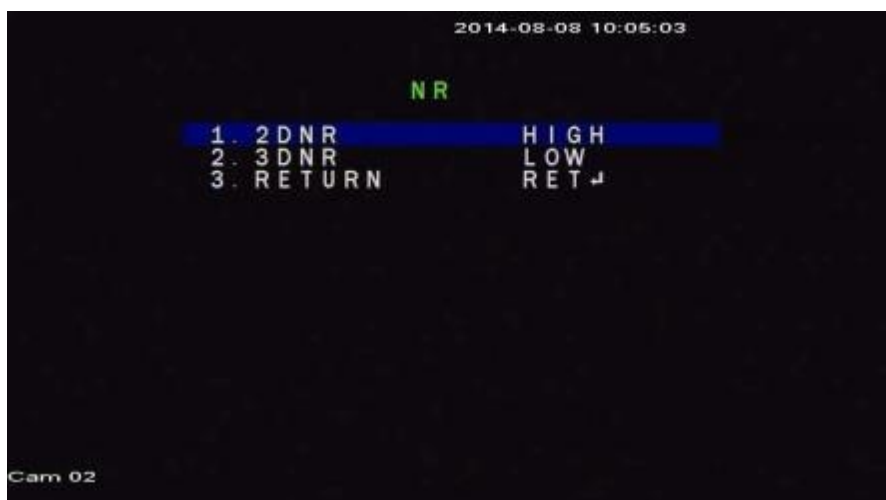 2014-08-08 10:05:03
NR
1. 2DNR HIGH
2. 3DNR LOW
3. RETURN RET↵
Cam 02